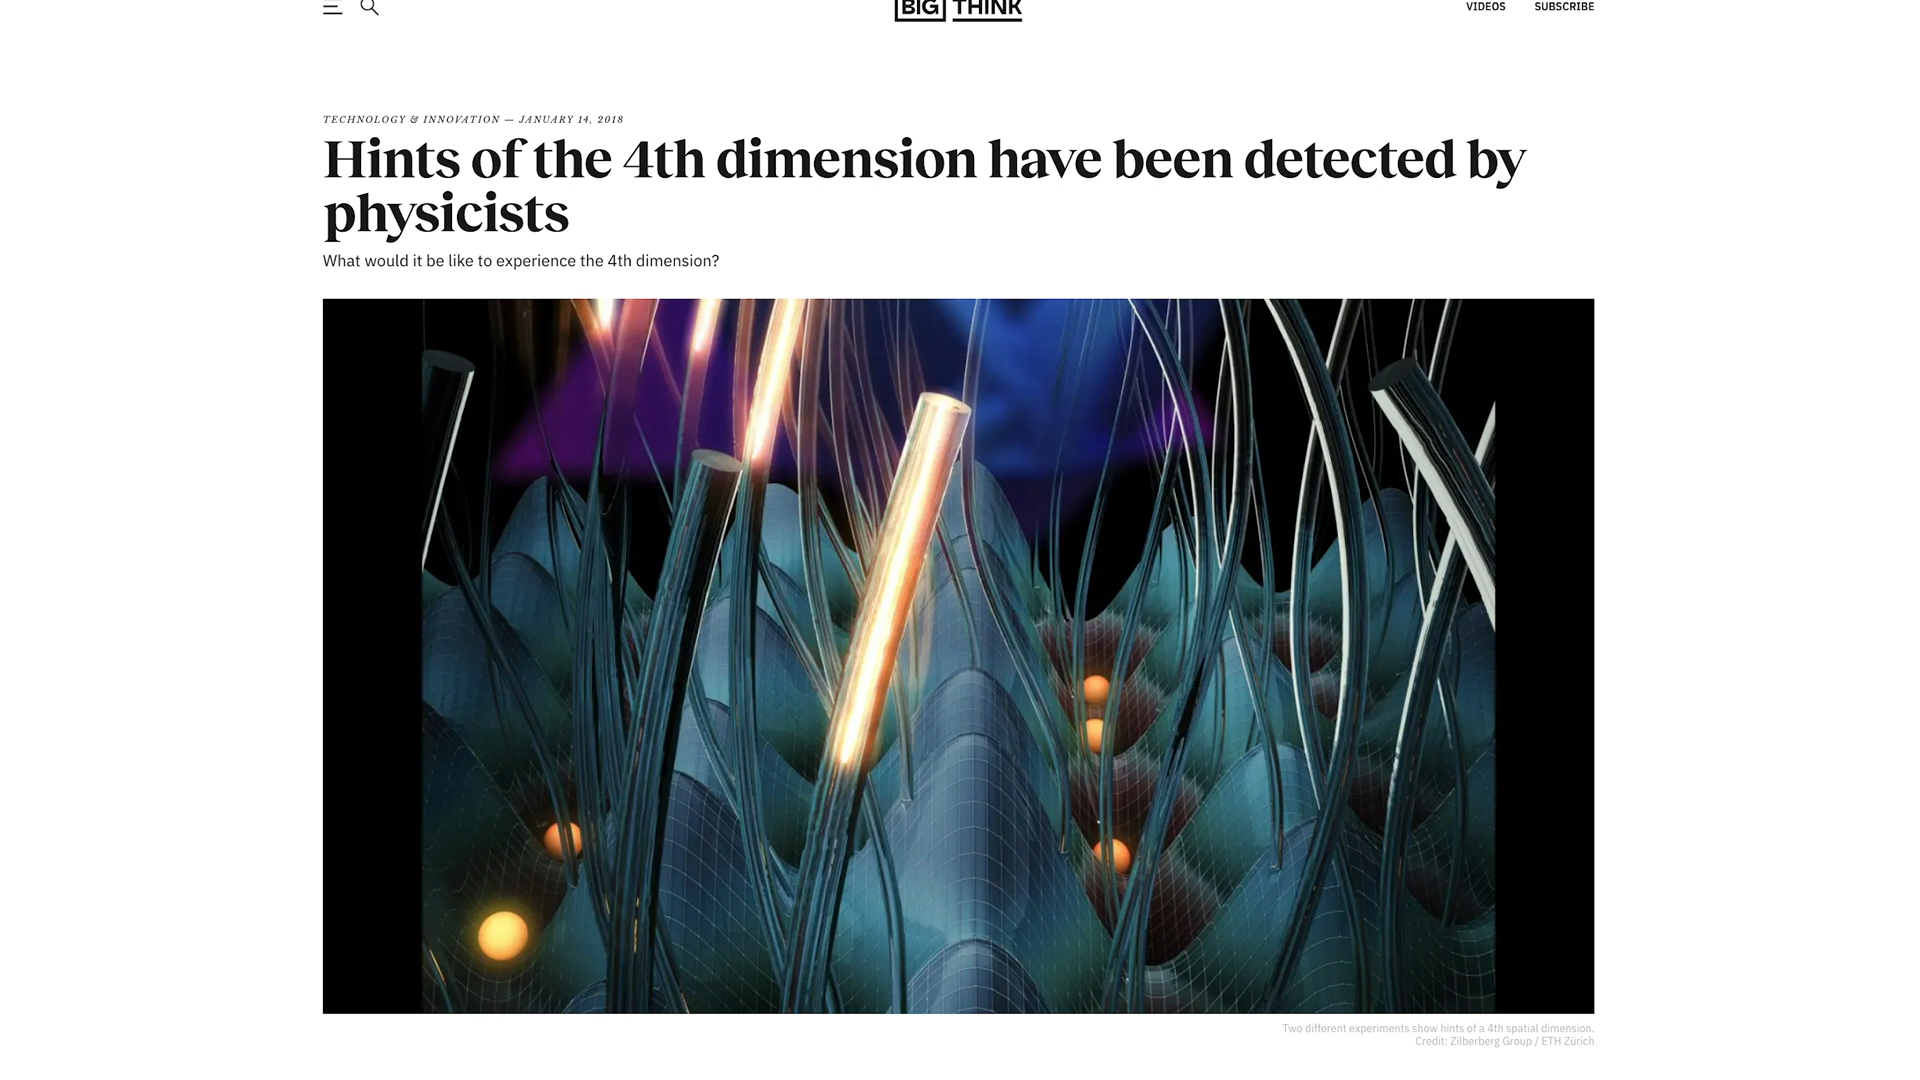 BIG THINK
VIDEOS SUBSCRIBE
TECHNOLOGY & INNOVATION — JANUARY 14, 2018
Hints of the 4th dimension have been detected by
physicists
What would it be like to experience the 4th dimension?
Two different experiments show hints of a 4th spatial dimension.
Credit: Zilberberg Group / ETH Zürich